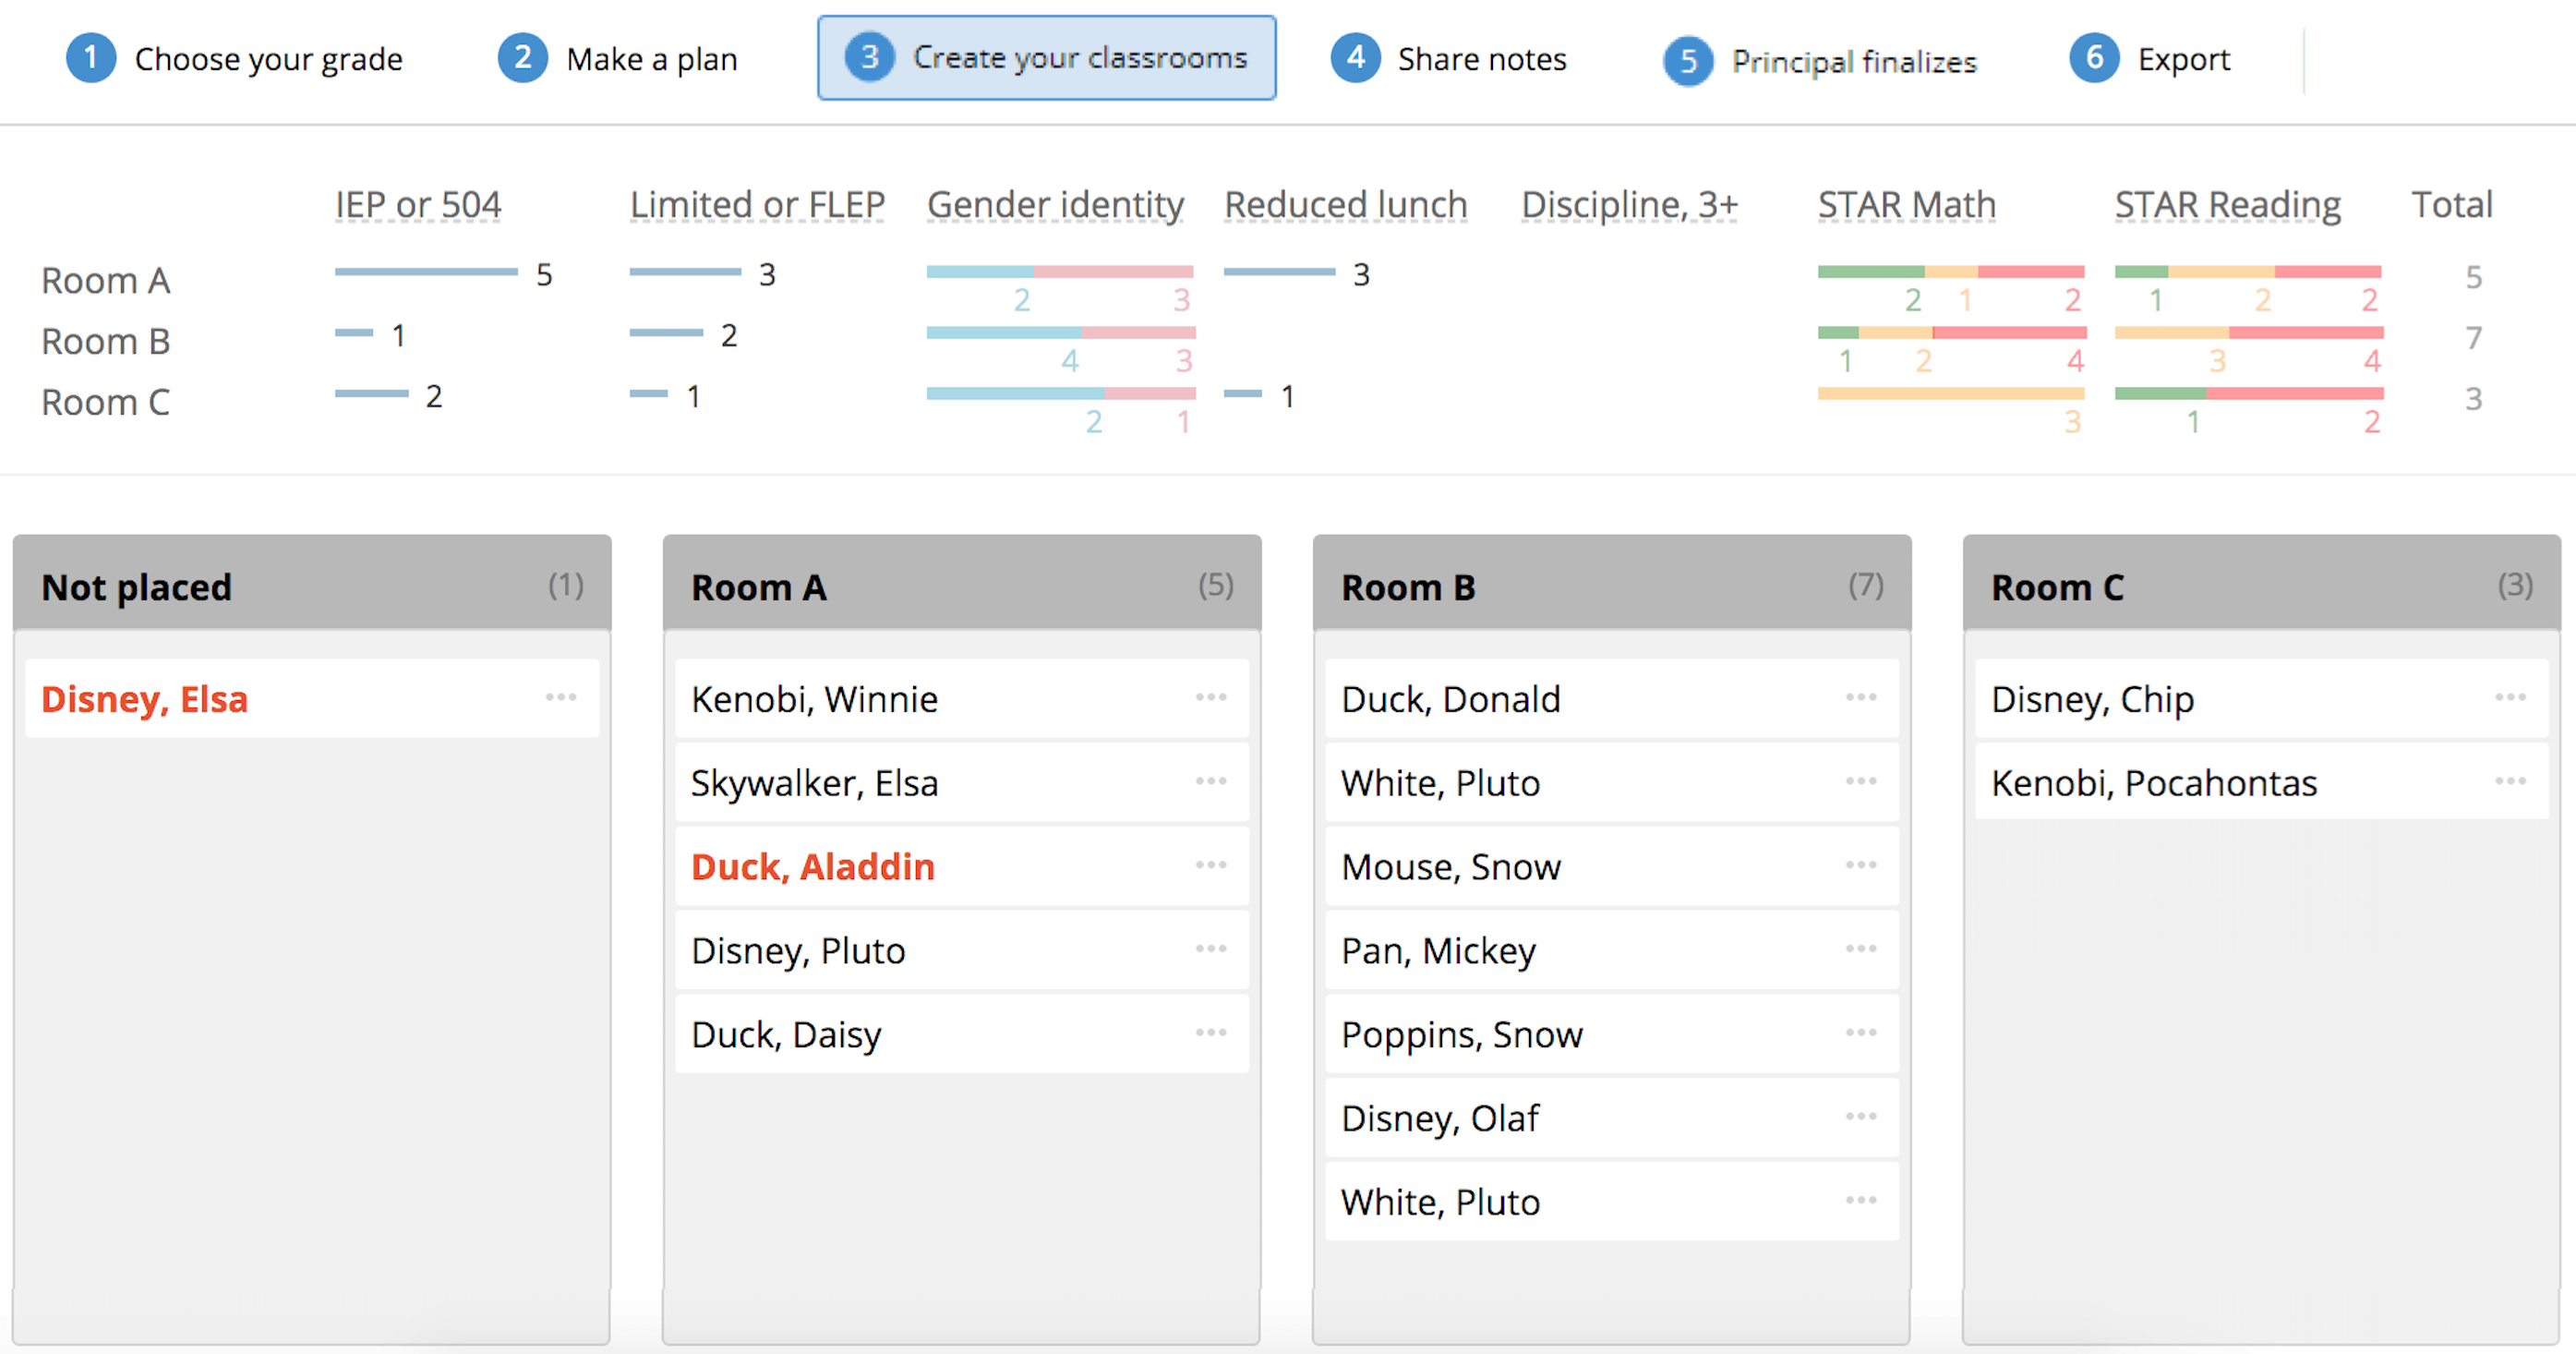 1 Choose your grade 2 Make a plan 3 Create your classrooms 4 Share notes 5 Principal finalizes 6 Export
IEP or 504 Limited or FLEP Gender identity Reduced lunch Discipline, 3+ STAR Math STAR Reading Total
Room A 5 3 2 3 3 2 1 2 1 2 2 5
Room B 1 2 4 3 1 2 4 3 4 7
Room C 2 1 2 1 1 3 1 2 3
Not placed (1)
Disney, Elsa
Room A (5)
Kenobi, Winnie
Skywalker, Elsa
Duck, Aladdin
Disney, Pluto
Duck, Daisy
Room B (7)
Duck, Donald
White, Pluto
Mouse, Snow
Pan, Mickey
Poppins, Snow
Disney, Olaf
White, Pluto
Room C (3)
Disney, Chip
Kenobi, Pocahontas